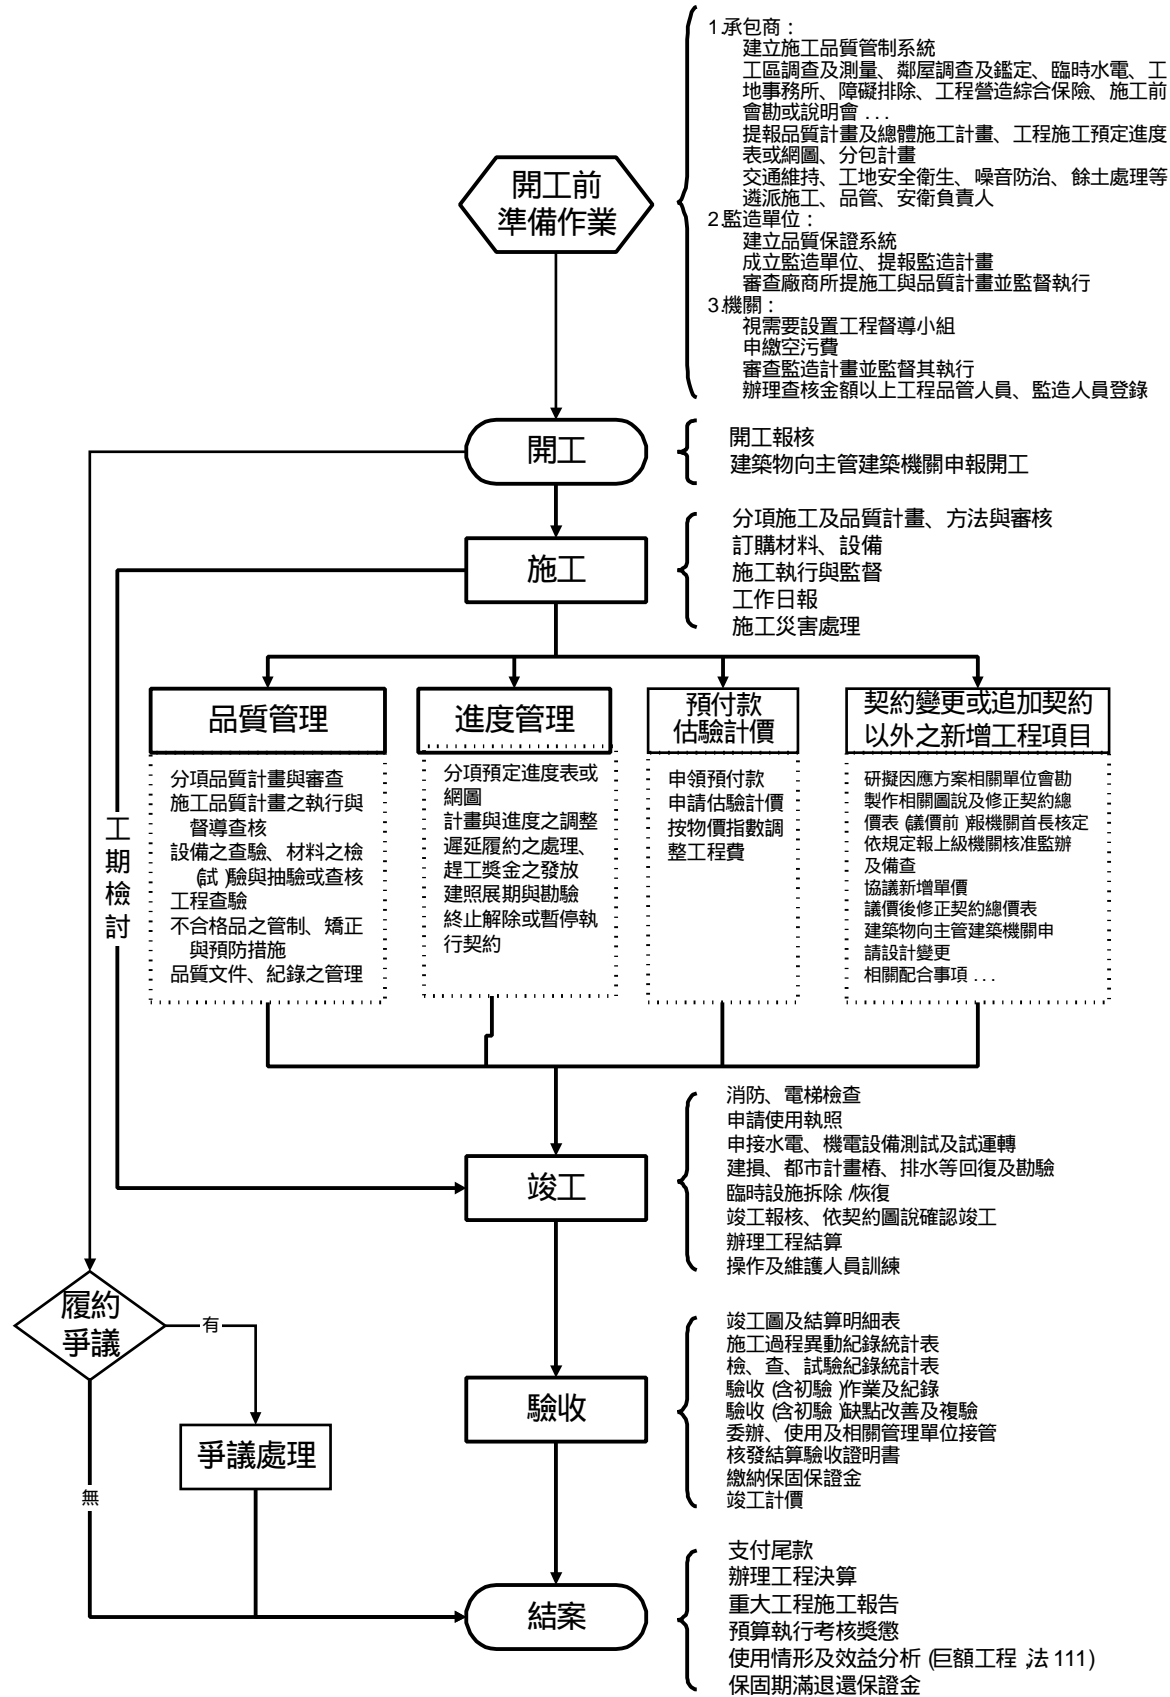 開工前
準備作業
1.承包商：
建立施工品質管制系統
工區調查及測量、鄰屋調查及鑑定、臨時水電、工
地事務所、障礙排除、工程營造綜合保險、施工前
會勘或說明會...
提報品質計畫及總體施工計畫、工程施工預定進度
表或網圖、分包計畫
交通維持、工地安全衛生、噪音防治、餘土處理等
遴派施工、品管、安衛負責人
2.監造單位：
建立品質保證系統
成立監造單位、提報監造計畫
審查廠商所提施工與品質計畫並監督執行
3.機關：
視需要設置工程督導小組
申繳空污費
審查監造計畫並監督其執行
辦理查核金額以上工程品管人員、監造人員登錄
開工
開工報核
建築物向主管建築機關申報開工
施工
分項施工及品質計畫、方法與審核
訂購材料、設備
施工執行與監督
工作日報
施工災害處理
工期檢討
品質管理
分項品質計畫與審查
施工品質計畫之執行與
督導查核
設備之查驗、材料之檢
(試)驗與抽驗或查核
工程查驗
不合格品之管制、矯正
與預防措施
品質文件、紀錄之管理
進度管理
分項預定進度表或
網圖
計畫與進度之調整
遲延履約之處理、
趕工獎金之發放
建照展期與勘驗
終止解除或暫停執
行契約
預付款
估驗計價
申領預付款
申請估驗計價
按物價指數調
整工程費
契約變更或追加契約
以外之新增工程項目
研擬因應方案相關單位會勘
製作相關圖說及修正契約總
價表(議價前)報機關首長核定
依規定報上級機關核准監辦
及備查
協議新增單價
議價後修正契約總價表
建築物向主管建築機關申
請設計變更
相關配合事項...
竣工
消防、電梯檢查
申請使用執照
申接水電、機電設備測試及試運轉
建損、都市計畫樁、排水等回復及勘驗
臨時設施拆除/恢復
竣工報核、依契約圖說確認竣工
辦理工程結算
操作及維護人員訓練
履約
爭議
有
爭議處理
無
驗收
竣工圖及結算明細表
施工過程異動紀錄統計表
檢、查、試驗紀錄統計表
驗收(含初驗)作業及紀錄
驗收(含初驗)缺點改善及複驗
委辦、使用及相關管理單位接管
核發結算驗收證明書
繳納保固保證金
竣工計價
結案
支付尾款
辦理工程決算
重大工程施工報告
預算執行考核獎懲
使用情形及效益分析(巨額工程,法111)
保固期滿退還保證金